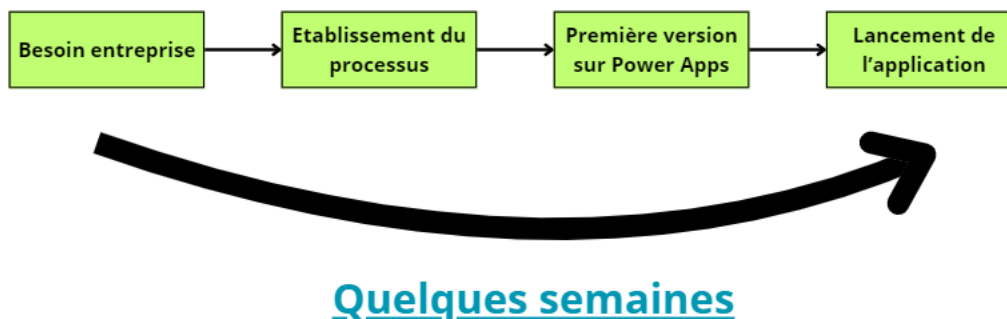 Besoin entreprise
Etablissement du
processus
Première version
sur Power Apps
Lancement de
l’application
Quelques semaines